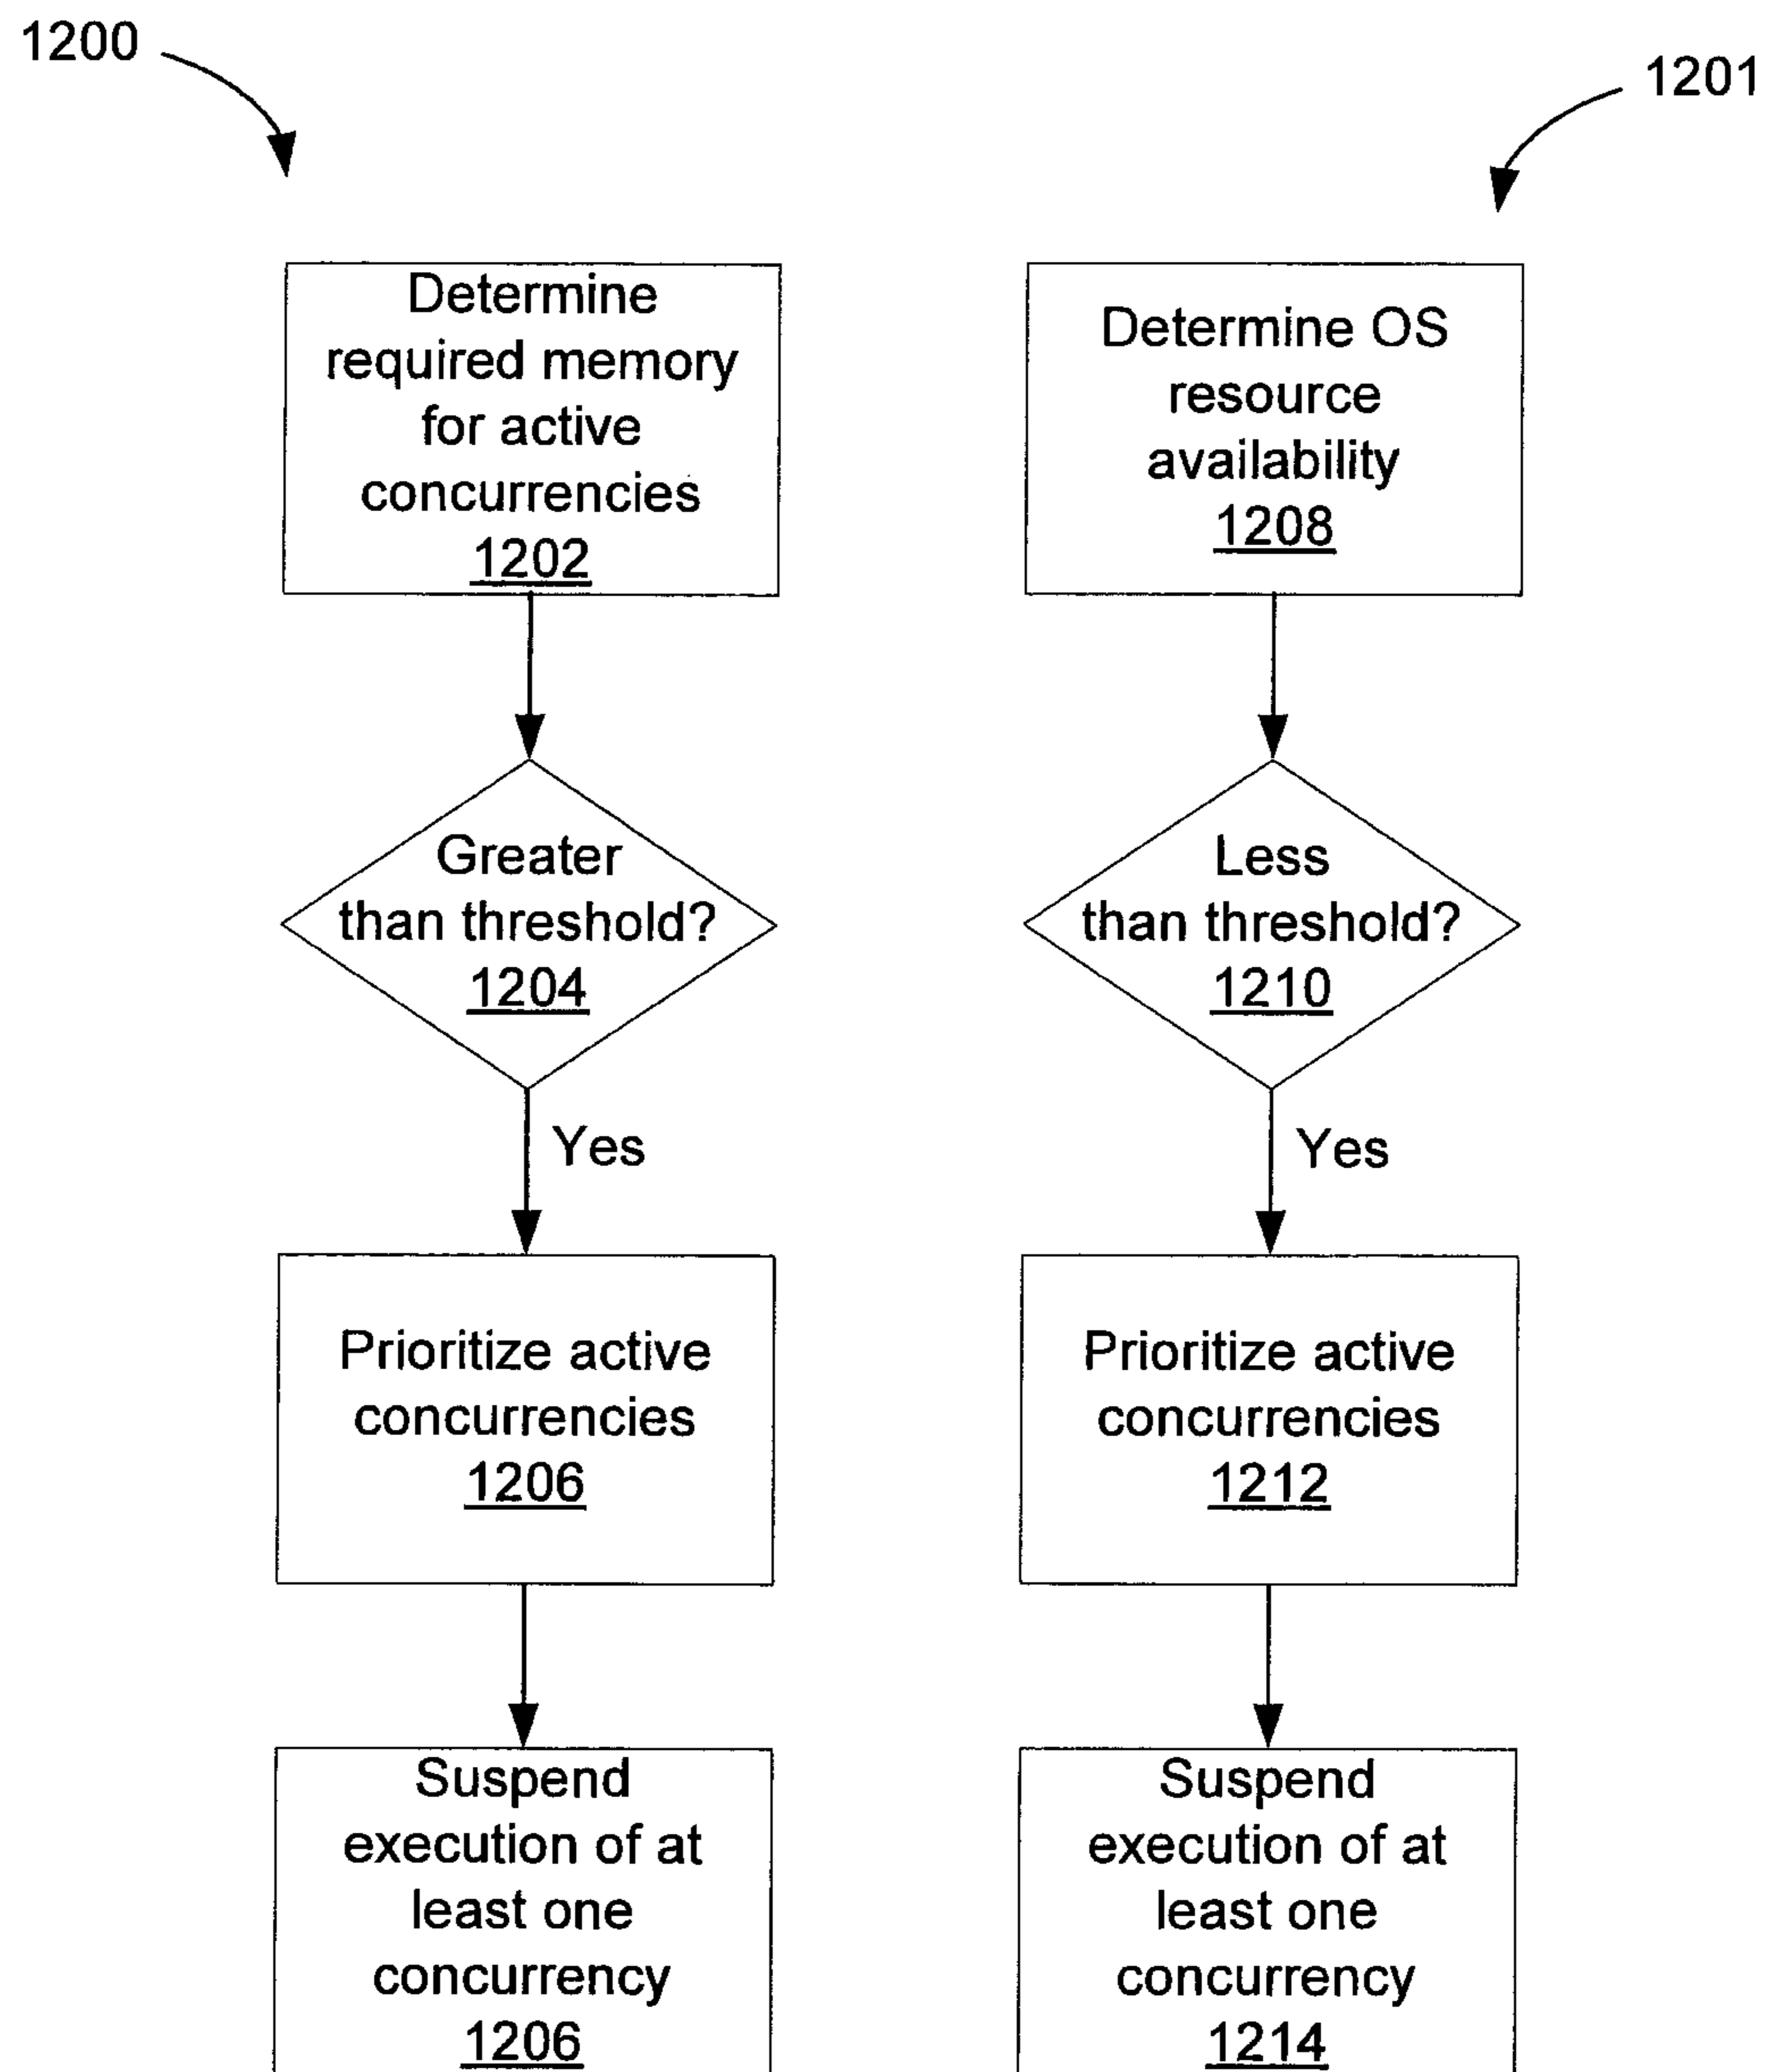 1200
1201
Determine
required memory
for active
concurrencies
1202
Greater
than threshold?
1204
Yes
Prioritize active
concurrencies
1206
Suspend
execution of at
least one
concurrency
1206
Determine OS
resource
availability
1208
Less
than threshold?
1210
Yes
Prioritize active
concurrencies
1212
Suspend
execution of at
least one
concurrency
1214